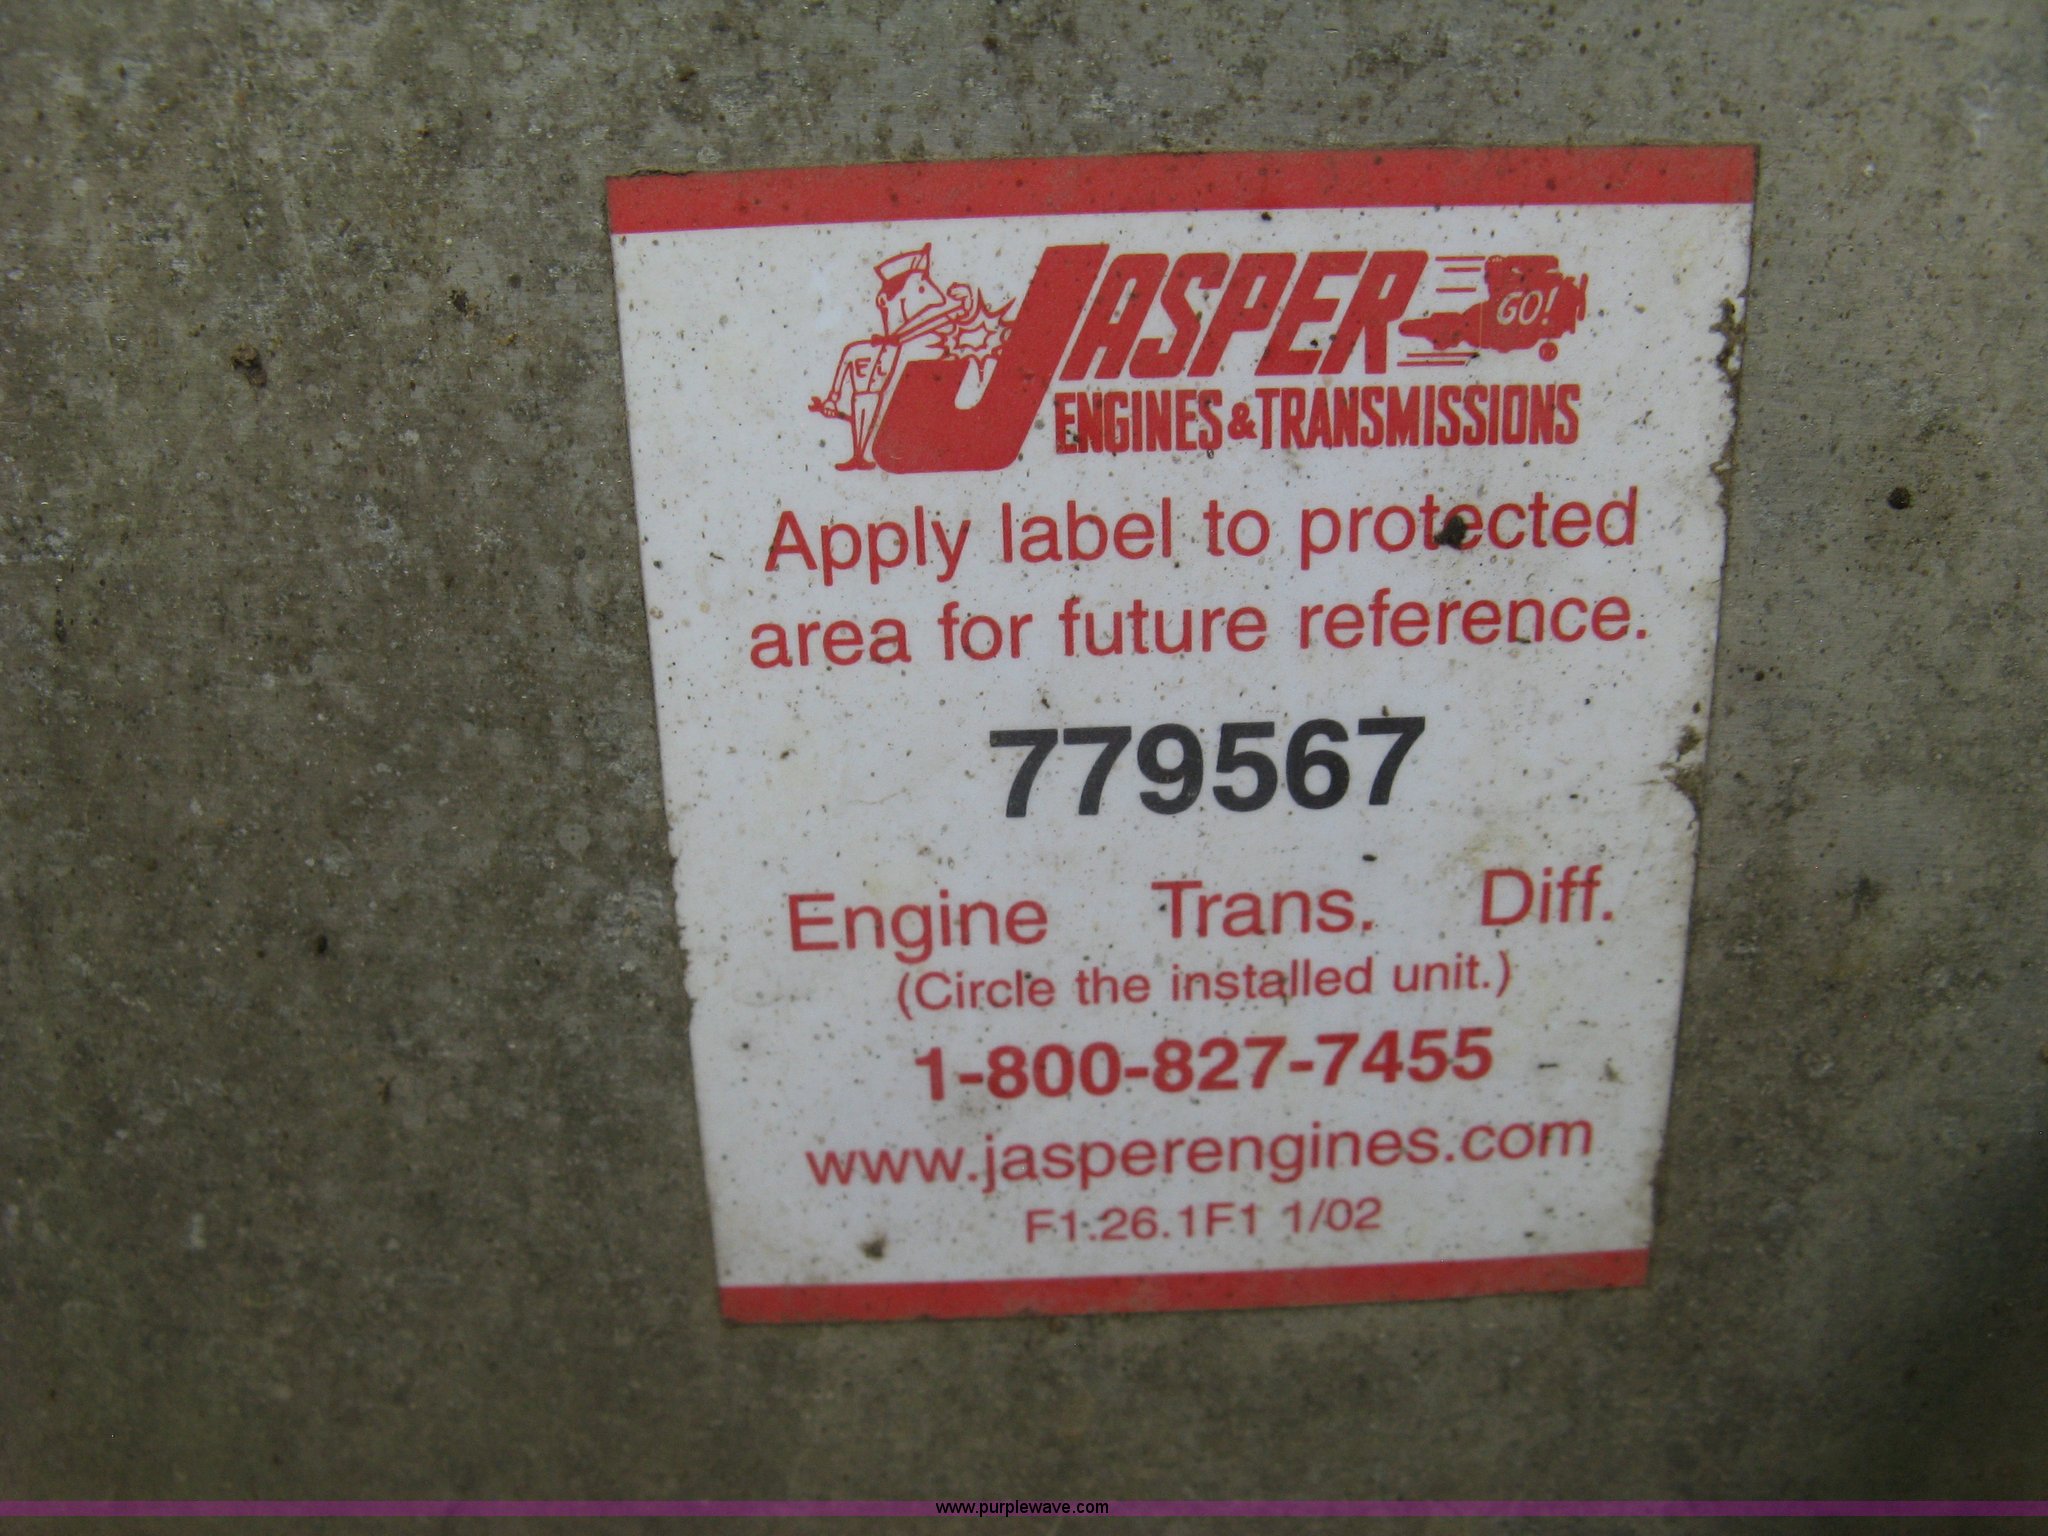 JASPER GO! ®
ENGINES & TRANSMISSIONS
JEL
Apply label to protected
area for future reference.
779567
Engine Trans. Diff.
(Circle the installed unit.)
1-800-827-7455
www.jasperengines.com
F1.26.1F1 1/02
www.purplewave.com